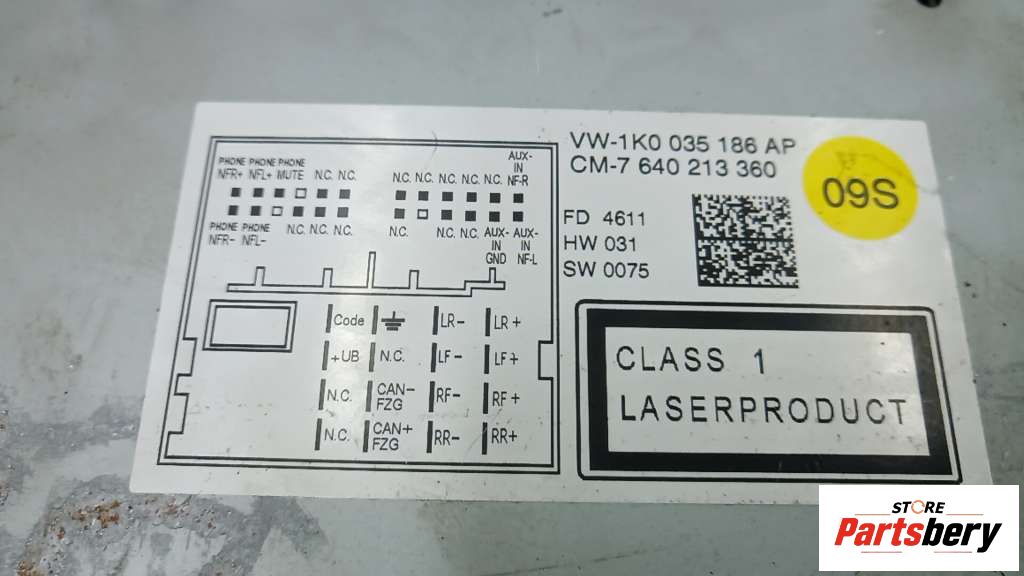 VW-1K0 035 186 AP
CM-7 640 213 360
09S
FD 4611
HW 031
SW 0075
CLASS 1
LASERPRODUCT
PHONE NFR+ PHONE NFL+ PHONE MUTE N.C. N.C. N.C. N.C. N.C. N.C. N.C. AUX-IN NF-R
PHONE NFR- PHONE NFL- N.C. N.C. N.C. N.C. N.C. N.C. AUX-IN GND AUX-IN NF-L
Code LR- LR+
+UB N.C. LF- LF+
N.C. CAN-FZG RF- RF+
N.C. CAN+ FZG RR- RR+
STORE
Partsbery